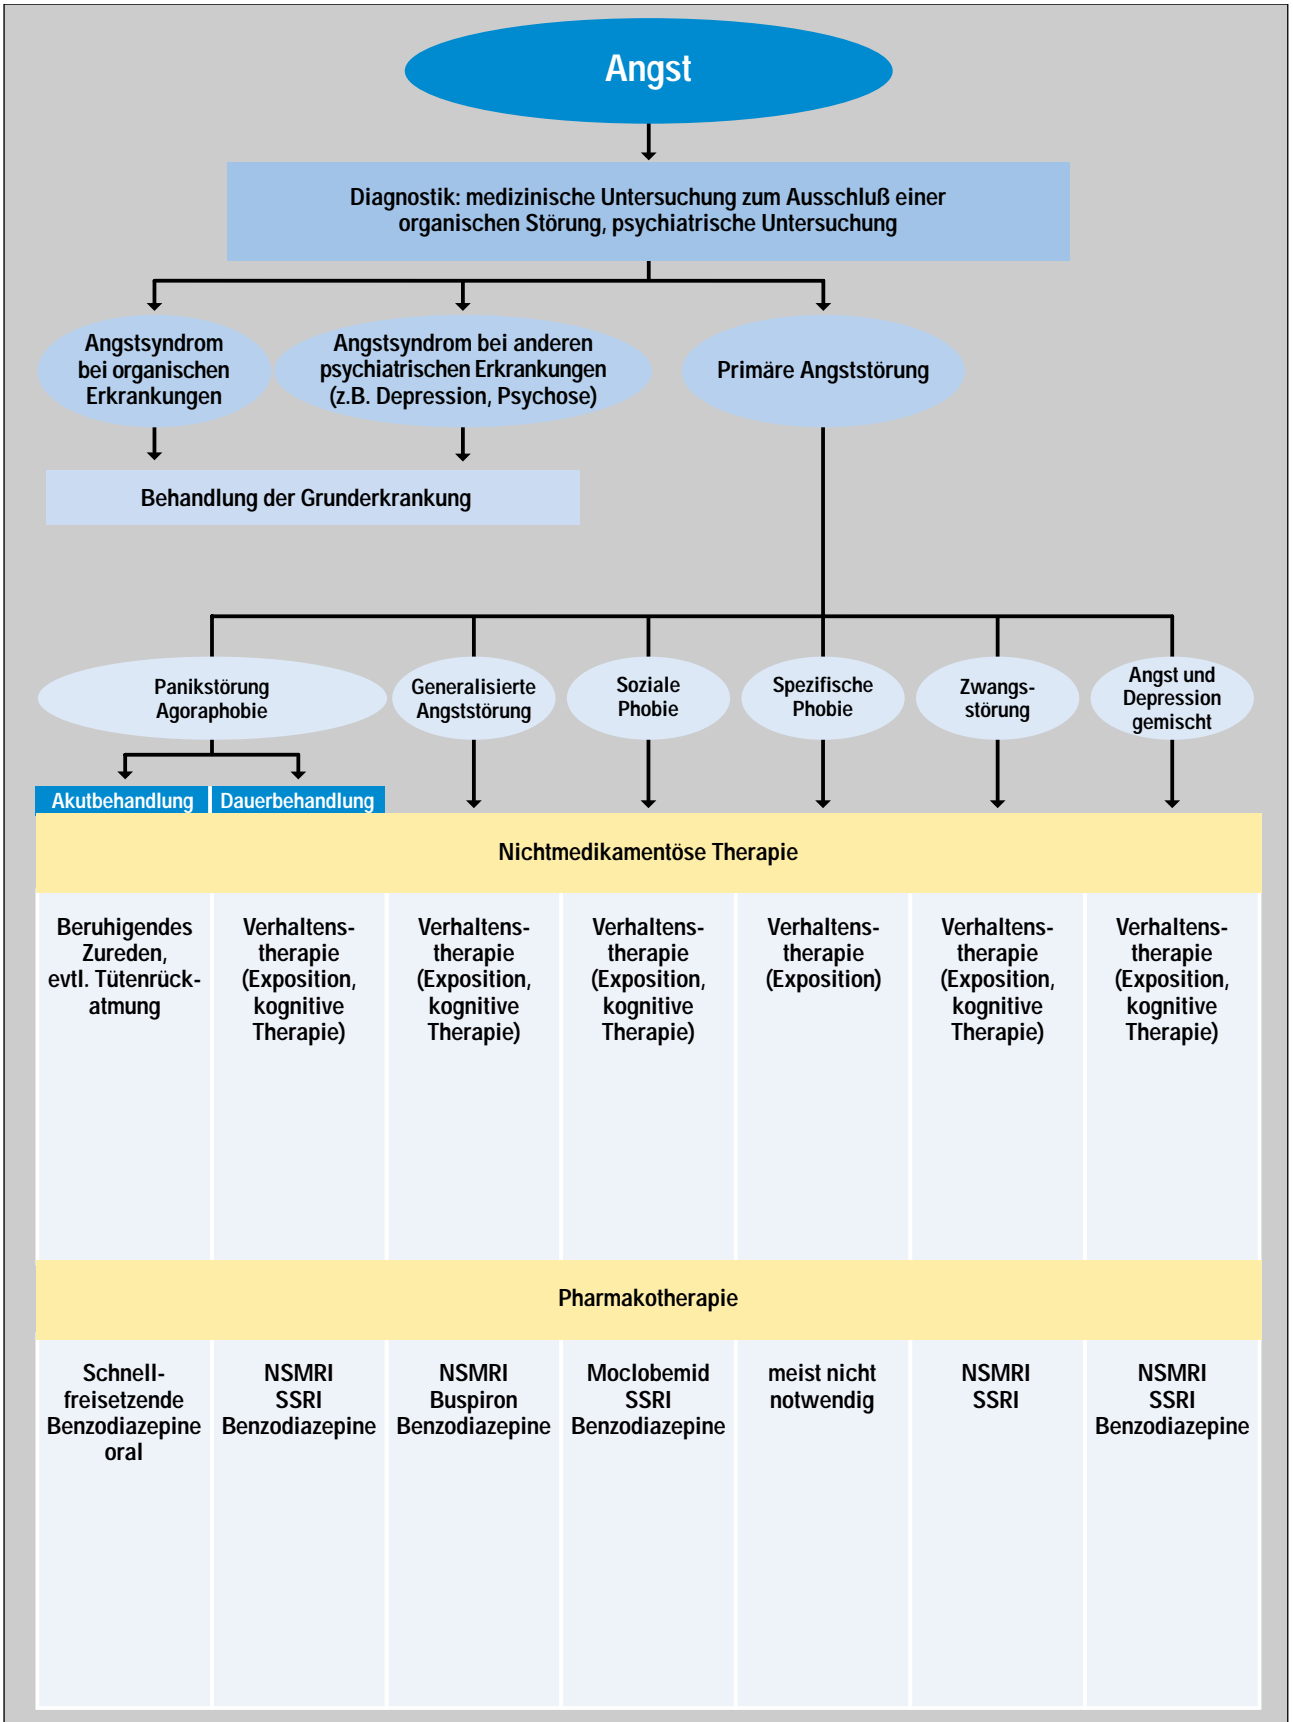 Angst
Diagnostik: medizinische Untersuchung zum Ausschluß einer
organischen Störung, psychiatrische Untersuchung
Angstsyndrom
bei organischen
Erkrankungen
Angstsyndrom bei anderen
psychiatrischen Erkrankungen
(z.B. Depression, Psychose)
Primäre Angststörung
Behandlung der Grunderkrankung
Panikstörung
Agoraphobie
Generalisierte
Angststörung
Soziale
Phobie
Spezifische
Phobie
Zwangs-
störung
Angst und
Depression
gemischt
Akutbehandlung
Dauerbehandlung
Nichtmedikamentöse Therapie
Beruhigendes
Zureden,
evtl. Tütenrück-
atmung
Verhaltens-
therapie
(Exposition,
kognitive
Therapie)
Verhaltens-
therapie
(Exposition,
kognitive
Therapie)
Verhaltens-
therapie
(Exposition,
kognitive
Therapie)
Verhaltens-
therapie
(Exposition)
Verhaltens-
therapie
(Exposition,
kognitive
Therapie)
Verhaltens-
therapie
(Exposition,
kognitive
Therapie)
Pharmakotherapie
Schnell-
freisetzende
Benzodiazepine
oral
NSMRI
SSRI
Benzodiazepine
NSMRI
Buspiron
Benzodiazepine
Moclobemid
SSRI
Benzodiazepine
meist nicht
notwendig
NSMRI
SSRI
NSMRI
SSRI
Benzodiazepine